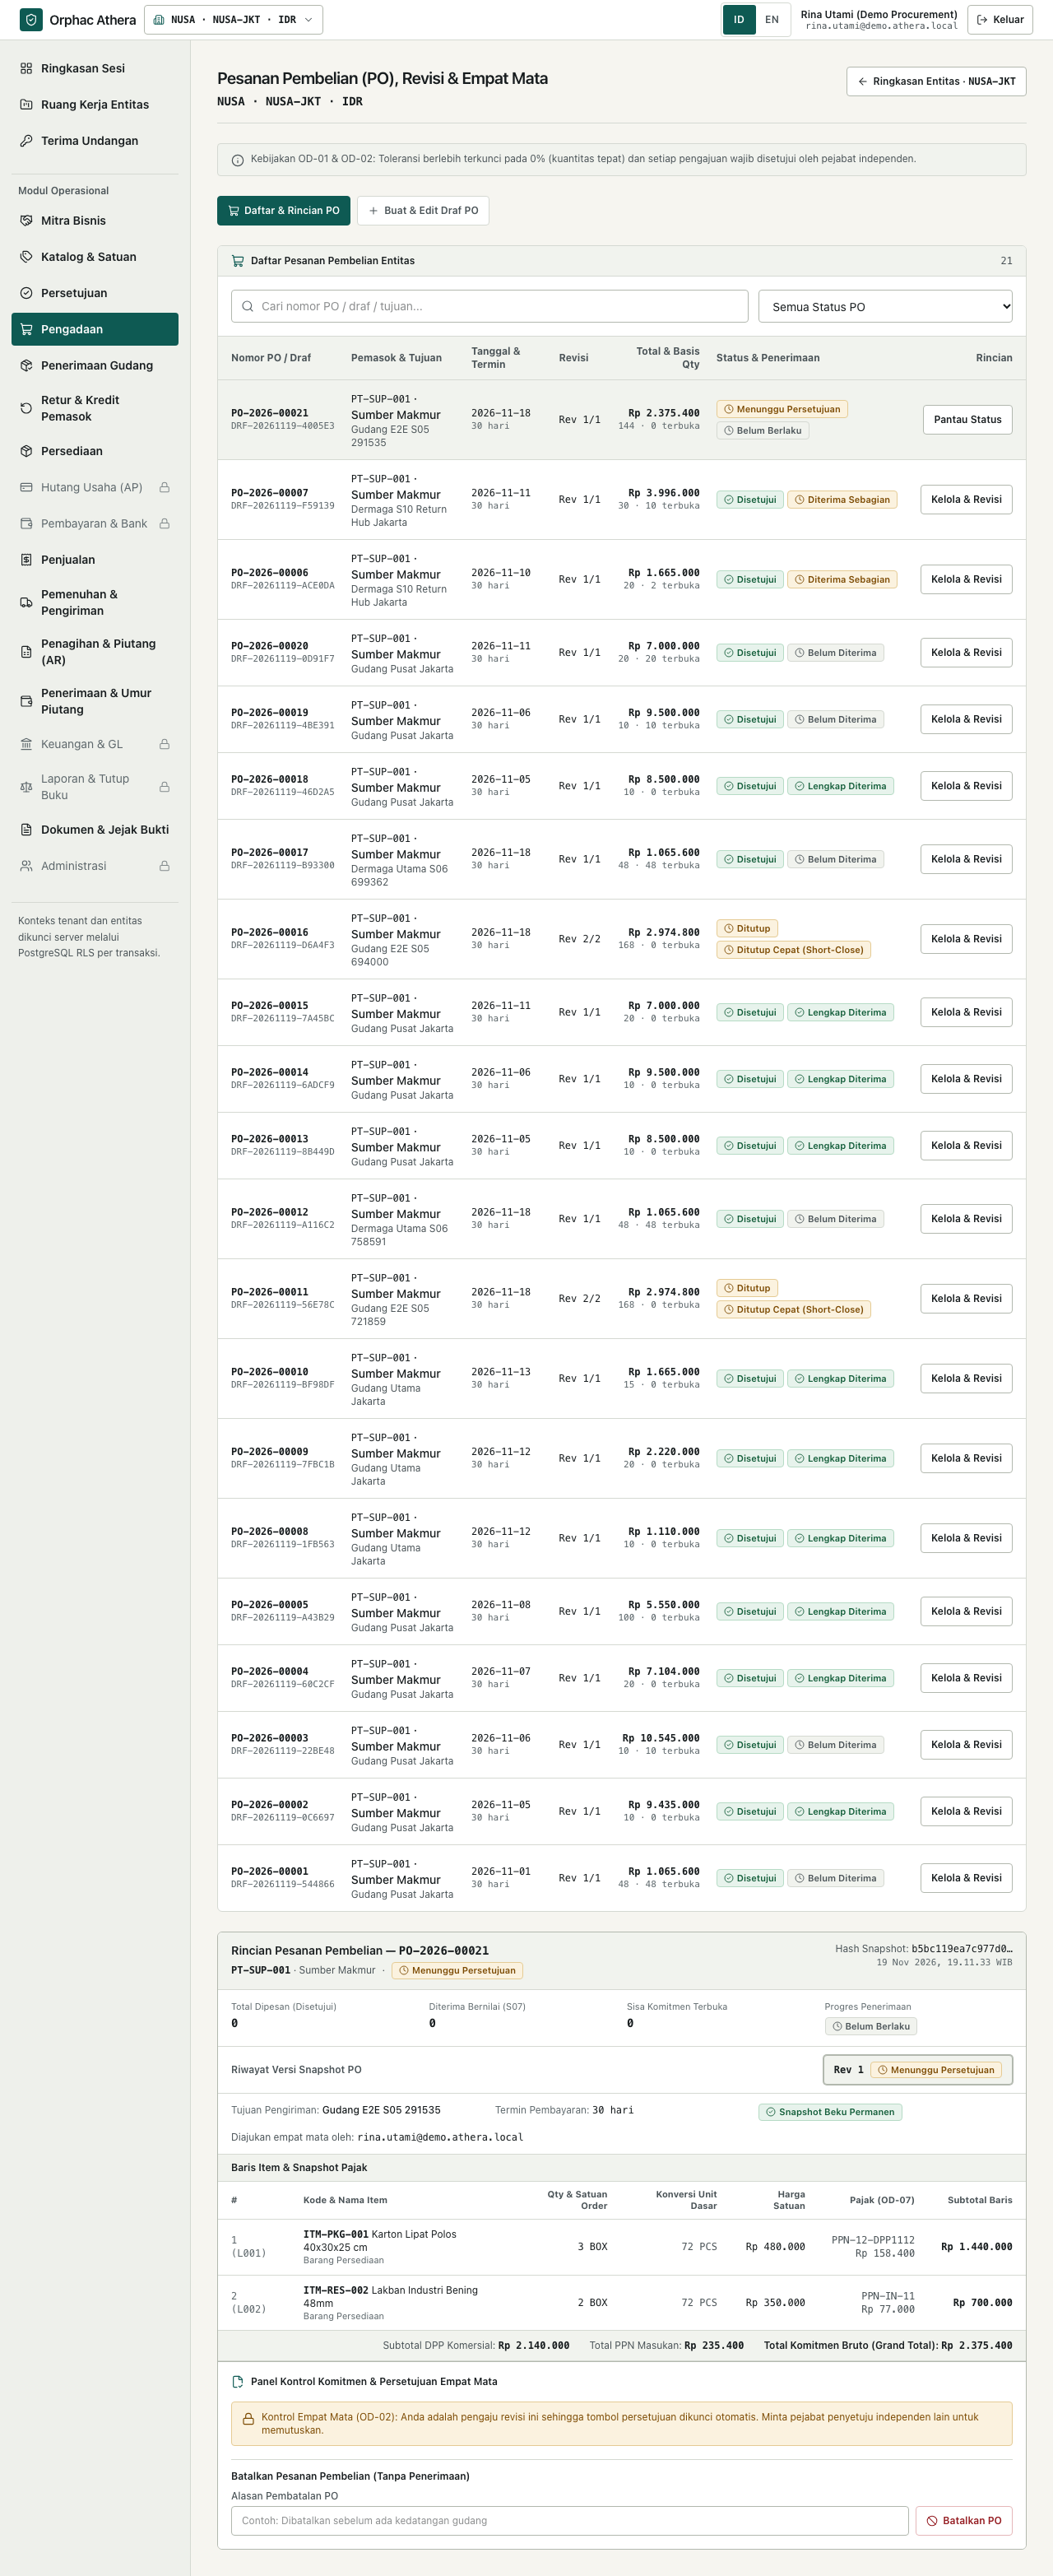 Orphac Athera
NUSA · NUSA-JKT · IDR
ID
EN
Rina Utami (Demo Procurement)
rina.utami@demo.athera.local
Keluar
Ringkasan Sesi
Ruang Kerja Entitas
Terima Undangan
Modul Operasional
Mitra Bisnis
Katalog & Satuan
Persetujuan
Pengadaan
Penerimaan Gudang
Retur & Kredit
Pemasok
Persediaan
Hutang Usaha (AP)
Pembayaran & Bank
Penjualan
Pemenuhan &
Pengiriman
Penagihan & Piutang
(AR)
Penerimaan & Umur
Piutang
Keuangan & GL
Laporan & Tutup
Buku
Dokumen & Jejak Bukti
Administrasi
Konteks tenant dan entitas
dikunci server melalui
PostgreSQL RLS per transaksi.
Pesanan Pembelian (PO), Revisi & Empat Mata
NUSA · NUSA-JKT · IDR
Ringkasan Entitas · NUSA-JKT
Kebijakan OD-01 & OD-02: Toleransi berlebih terkunci pada 0% (kuantitas tepat) dan setiap pengajuan wajib disetujui oleh pejabat independen.
Daftar & Rincian PO
Buat & Edit Draf PO
Daftar Pesanan Pembelian Entitas
21
Cari nomor PO / draf / tujuan...
Semua Status PO
Nomor PO / Draf
Pemasok & Tujuan
Tanggal &
Termin
Revisi
Total & Basis
Qty
Status & Penerimaan
Rincian
PO-2026-00021
DRF-20261119-4005E3
PT-SUP-001 ·
Sumber Makmur
Gudang E2E S05
291535
2026-11-18
30 hari
Rev 1/1
Rp 2.375.400
144 · 0 terbuka
Menunggu Persetujuan
Belum Berlaku
Pantau Status
PO-2026-00007
DRF-20261119-F59139
PT-SUP-001 ·
Sumber Makmur
Dermaga S10 Return
Hub Jakarta
2026-11-11
30 hari
Rev 1/1
Rp 3.996.000
30 · 10 terbuka
Disetujui
Diterima Sebagian
Kelola & Revisi
PO-2026-00006
DRF-20261119-ACE0DA
PT-SUP-001 ·
Sumber Makmur
Dermaga S10 Return
Hub Jakarta
2026-11-10
30 hari
Rev 1/1
Rp 1.665.000
20 · 2 terbuka
Disetujui
Diterima Sebagian
Kelola & Revisi
PO-2026-00020
DRF-20261119-0D91F7
PT-SUP-001 ·
Sumber Makmur
Gudang Pusat Jakarta
2026-11-11
30 hari
Rev 1/1
Rp 7.000.000
20 · 20 terbuka
Disetujui
Belum Diterima
Kelola & Revisi
PO-2026-00019
DRF-20261119-4BE391
PT-SUP-001 ·
Sumber Makmur
Gudang Pusat Jakarta
2026-11-06
30 hari
Rev 1/1
Rp 9.500.000
10 · 10 terbuka
Disetujui
Belum Diterima
Kelola & Revisi
PO-2026-00018
DRF-20261119-46D2A5
PT-SUP-001 ·
Sumber Makmur
Gudang Pusat Jakarta
2026-11-05
30 hari
Rev 1/1
Rp 8.500.000
10 · 0 terbuka
Disetujui
Lengkap Diterima
Kelola & Revisi
PO-2026-00017
DRF-20261119-B93300
PT-SUP-001 ·
Sumber Makmur
Dermaga Utama S06
699362
2026-11-18
30 hari
Rev 1/1
Rp 1.065.600
48 · 48 terbuka
Disetujui
Belum Diterima
Kelola & Revisi
PO-2026-00016
DRF-20261119-D6A4F3
PT-SUP-001 ·
Sumber Makmur
Gudang E2E S05
694000
2026-11-18
30 hari
Rev 2/2
Rp 2.974.800
168 · 0 terbuka
Ditutup
Ditutup Cepat (Short-Close)
Kelola & Revisi
PO-2026-00015
DRF-20261119-7A45BC
PT-SUP-001 ·
Sumber Makmur
Gudang Pusat Jakarta
2026-11-11
30 hari
Rev 1/1
Rp 7.000.000
20 · 0 terbuka
Disetujui
Lengkap Diterima
Kelola & Revisi
PO-2026-00014
DRF-20261119-6ADCF9
PT-SUP-001 ·
Sumber Makmur
Gudang Pusat Jakarta
2026-11-06
30 hari
Rev 1/1
Rp 9.500.000
10 · 0 terbuka
Disetujui
Lengkap Diterima
Kelola & Revisi
PO-2026-00013
DRF-20261119-8B449D
PT-SUP-001 ·
Sumber Makmur
Gudang Pusat Jakarta
2026-11-05
30 hari
Rev 1/1
Rp 8.500.000
10 · 0 terbuka
Disetujui
Lengkap Diterima
Kelola & Revisi
PO-2026-00012
DRF-20261119-A116C2
PT-SUP-001 ·
Sumber Makmur
Dermaga Utama S06
758591
2026-11-18
30 hari
Rev 1/1
Rp 1.065.600
48 · 48 terbuka
Disetujui
Belum Diterima
Kelola & Revisi
PO-2026-00011
DRF-20261119-56E78C
PT-SUP-001 ·
Sumber Makmur
Gudang E2E S05
721859
2026-11-18
30 hari
Rev 2/2
Rp 2.974.800
168 · 0 terbuka
Ditutup
Ditutup Cepat (Short-Close)
Kelola & Revisi
PO-2026-00010
DRF-20261119-BF98DF
PT-SUP-001 ·
Sumber Makmur
Gudang Utama
Jakarta
2026-11-13
30 hari
Rev 1/1
Rp 1.665.000
15 · 0 terbuka
Disetujui
Lengkap Diterima
Kelola & Revisi
PO-2026-00009
DRF-20261119-7FBC1B
PT-SUP-001 ·
Sumber Makmur
Gudang Utama
Jakarta
2026-11-12
30 hari
Rev 1/1
Rp 2.220.000
20 · 0 terbuka
Disetujui
Lengkap Diterima
Kelola & Revisi
PO-2026-00008
DRF-20261119-1FB563
PT-SUP-001 ·
Sumber Makmur
Gudang Utama
Jakarta
2026-11-12
30 hari
Rev 1/1
Rp 1.110.000
10 · 0 terbuka
Disetujui
Lengkap Diterima
Kelola & Revisi
PO-2026-00005
DRF-20261119-A43B29
PT-SUP-001 ·
Sumber Makmur
Gudang Pusat Jakarta
2026-11-08
30 hari
Rev 1/1
Rp 5.550.000
100 · 0 terbuka
Disetujui
Lengkap Diterima
Kelola & Revisi
PO-2026-00004
DRF-20261119-60C2CF
PT-SUP-001 ·
Sumber Makmur
Gudang Pusat Jakarta
2026-11-07
30 hari
Rev 1/1
Rp 7.104.000
20 · 0 terbuka
Disetujui
Lengkap Diterima
Kelola & Revisi
PO-2026-00003
DRF-20261119-22BE48
PT-SUP-001 ·
Sumber Makmur
Gudang Pusat Jakarta
2026-11-06
30 hari
Rev 1/1
Rp 10.545.000
10 · 10 terbuka
Disetujui
Belum Diterima
Kelola & Revisi
PO-2026-00002
DRF-20261119-0C6697
PT-SUP-001 ·
Sumber Makmur
Gudang Pusat Jakarta
2026-11-05
30 hari
Rev 1/1
Rp 9.435.000
10 · 0 terbuka
Disetujui
Lengkap Diterima
Kelola & Revisi
PO-2026-00001
DRF-20261119-544866
PT-SUP-001 ·
Sumber Makmur
Gudang Pusat Jakarta
2026-11-01
30 hari
Rev 1/1
Rp 1.065.600
48 · 48 terbuka
Disetujui
Belum Diterima
Kelola & Revisi
Rincian Pesanan Pembelian — PO-2026-00021
PT-SUP-001 · Sumber Makmur · Menunggu Persetujuan
Hash Snapshot: b5bc119ea7c977d0…
19 Nov 2026, 19.11.33 WIB
Total Dipesan (Disetujui)
0
Diterima Bernilai (S07)
0
Sisa Komitmen Terbuka
0
Progres Penerimaan
Belum Berlaku
Riwayat Versi Snapshot PO
Rev 1 Menunggu Persetujuan
Tujuan Pengiriman: Gudang E2E S05 291535
Termin Pembayaran: 30 hari
Snapshot Beku Permanen
Diajukan empat mata oleh: rina.utami@demo.athera.local
Baris Item & Snapshot Pajak
#
Kode & Nama Item
Qty & Satuan
Order
Konversi Unit
Dasar
Harga
Satuan
Pajak (OD-07)
Subtotal Baris
1
(L001)
ITM-PKG-001 Karton Lipat Polos
40x30x25 cm
Barang Persediaan
3 BOX
72 PCS
Rp 480.000
PPN-12-DPP1112
Rp 158.400
Rp 1.440.000
2
(L002)
ITM-RES-002 Lakban Industri Bening
48mm
Barang Persediaan
2 BOX
72 PCS
Rp 350.000
PPN-IN-11
Rp 77.000
Rp 700.000
Subtotal DPP Komersial: Rp 2.140.000
Total PPN Masukan: Rp 235.400
Total Komitmen Bruto (Grand Total): Rp 2.375.400
Panel Kontrol Komitmen & Persetujuan Empat Mata
Kontrol Empat Mata (OD-02): Anda adalah pengaju revisi ini sehingga tombol persetujuan dikunci otomatis. Minta pejabat penyetuju independen lain untuk
memutuskan.
Batalkan Pesanan Pembelian (Tanpa Penerimaan)
Alasan Pembatalan PO
Contoh: Dibatalkan sebelum ada kedatangan gudang
Batalkan PO